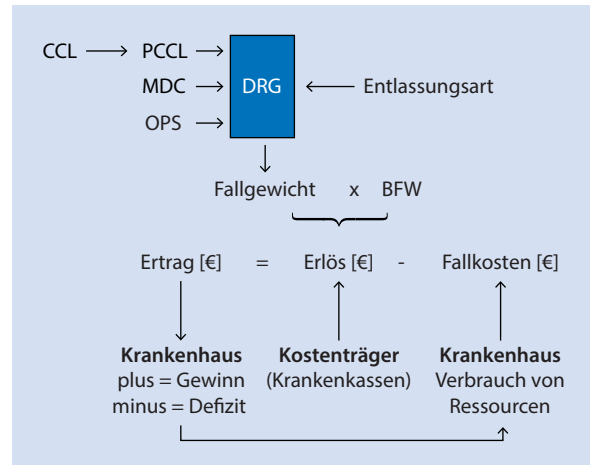 CCL PCCL
MDC DRG Entlassungsart
OPS
Fallgewicht x BFW
Ertrag [€] = Erlös [€] - Fallkosten [€]
Krankenhaus Kostenträger Krankenhaus
plus = Gewinn (Krankenkassen) Verbrauch von
minus = Defizit Ressourcen